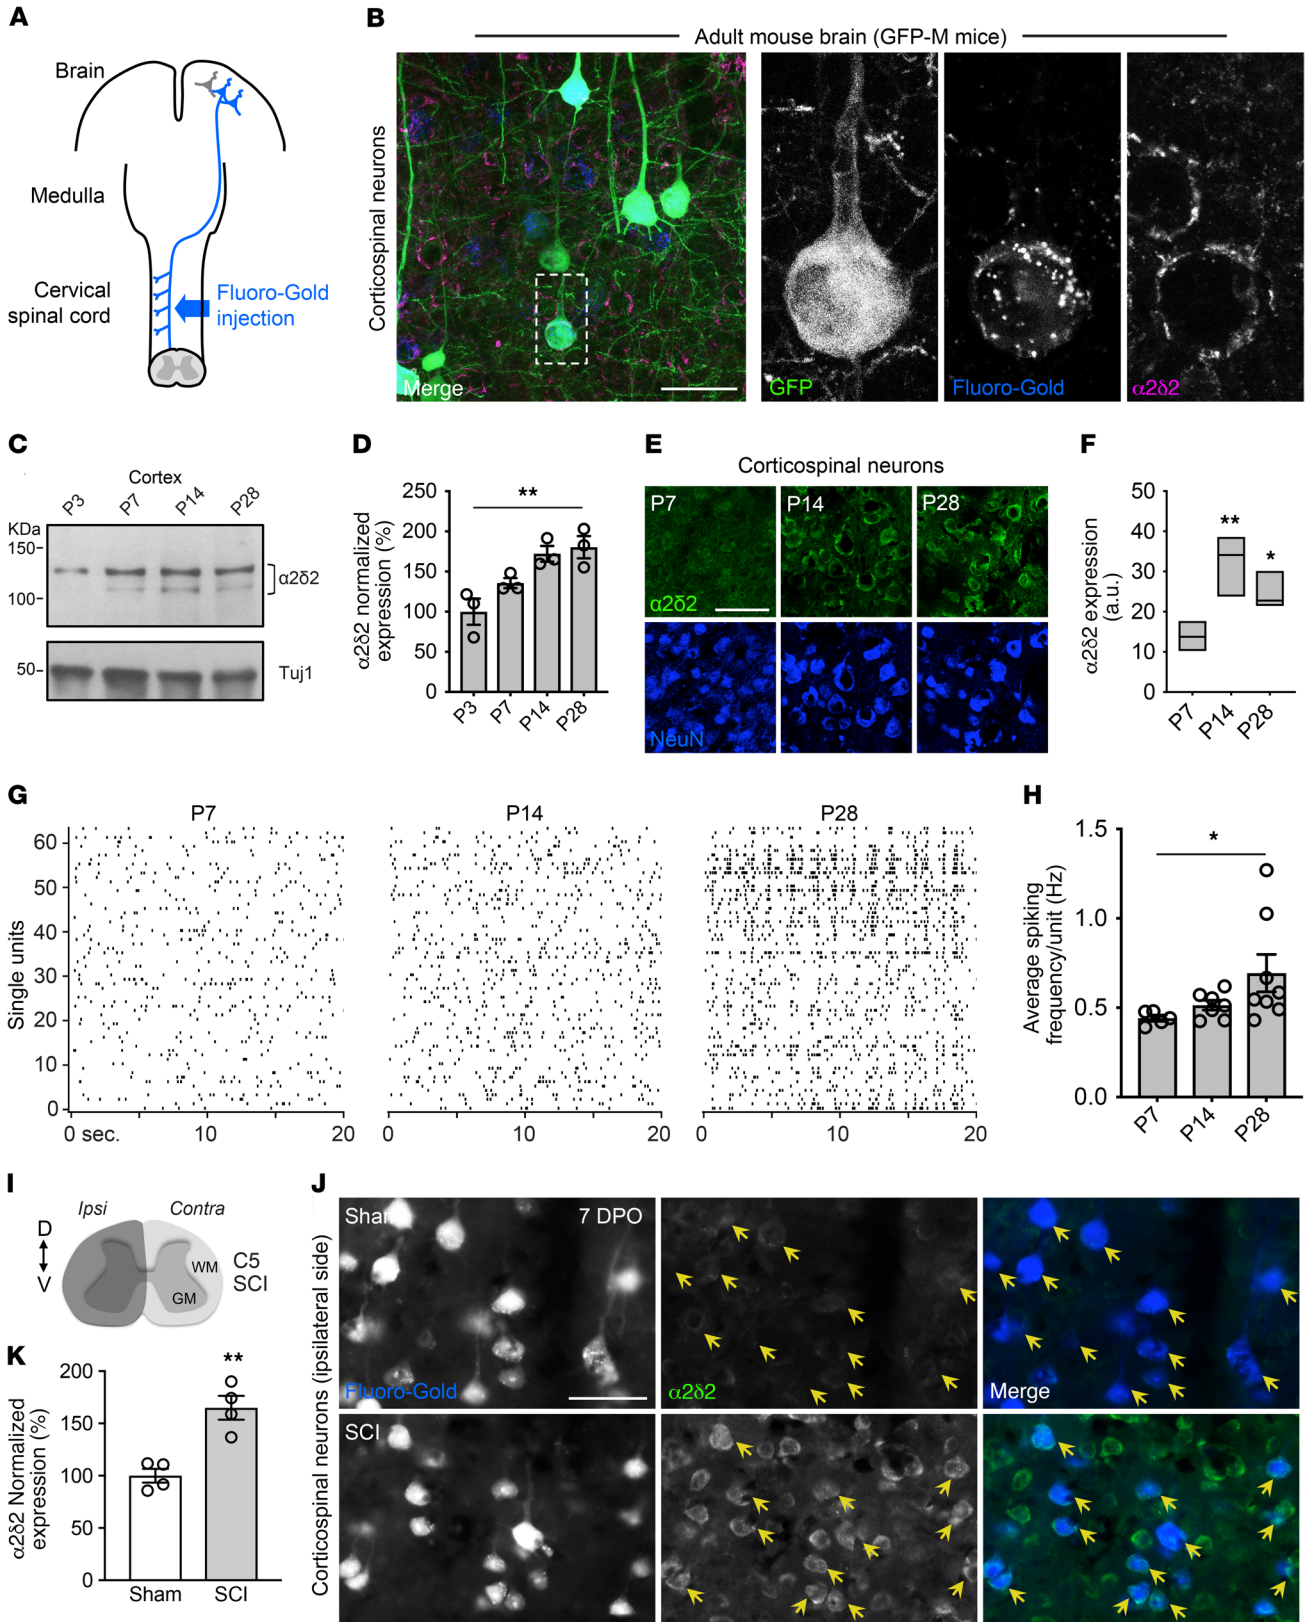 A
Brain
Medulla
Cervical
spinal cord
Fluoro-Gold
injection
B
Adult mouse brain (GFP-M mice)
Corticospinal neurons
Merge
GFP
Fluoro-Gold
α2δ2
C
Cortex
P3
P7
P14
P28
KDa
150
100
α2δ2
50
Tuj1
D
α2δ2 normalized
expression (%)
250
200
150
100
50
0
**
P3
P7
P14
P28
E
Corticospinal neurons
P7
P14
P28
α2δ2
NeuN
F
α2δ2 expression
(a.u.)
50
40
30
20
10
0
**
*
P7
P14
P28
G
P7
P14
P28
Single units
60
50
40
30
20
10
0
0 sec.
10
20
0
10
20
0
10
20
H
Average spiking
frequency/unit (Hz)
1.5
1.0
0.5
0.0
*
P7
P14
P28
I
Ipsi
Contra
D
V
WM
GM
C5
SCI
J
Corticospinal neurons (ipsilateral side)
Sham
7 DPO
Fluoro-Gold
α2δ2
Merge
SCI
K
α2δ2 Normalized
expression (%)
200
150
100
50
0
**
Sham
SCI